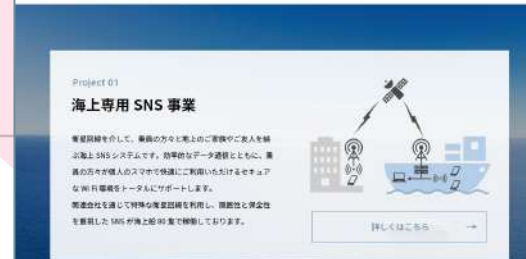 Project 01
海上専用 SNS 事業
衛星回線を介して、乗員の方々と地上のご家族やご友人を結
ぶ海上 SNS システムです。効率的なデータ通信とともに、乗
員の方々が個人のスマホで快適にご利用いただけるセキュア
な Wi Fi 環境をトータルにサポートします。
関連会社を通じて特殊な衛星回線を利用し、隠匿性と保全性
を重視した SNS が海上船 80 隻で稼働しております。
詳しくはこちら →